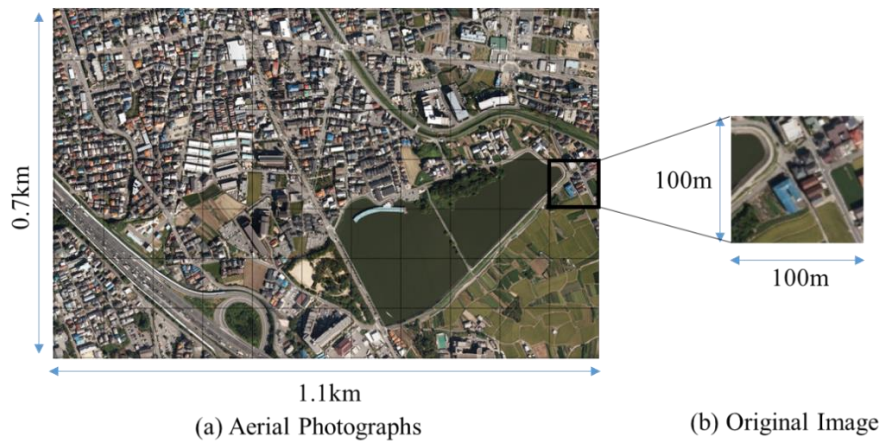 0.7km
1.1km
(a) Aerial Photographs
100m
100m
(b) Original Image